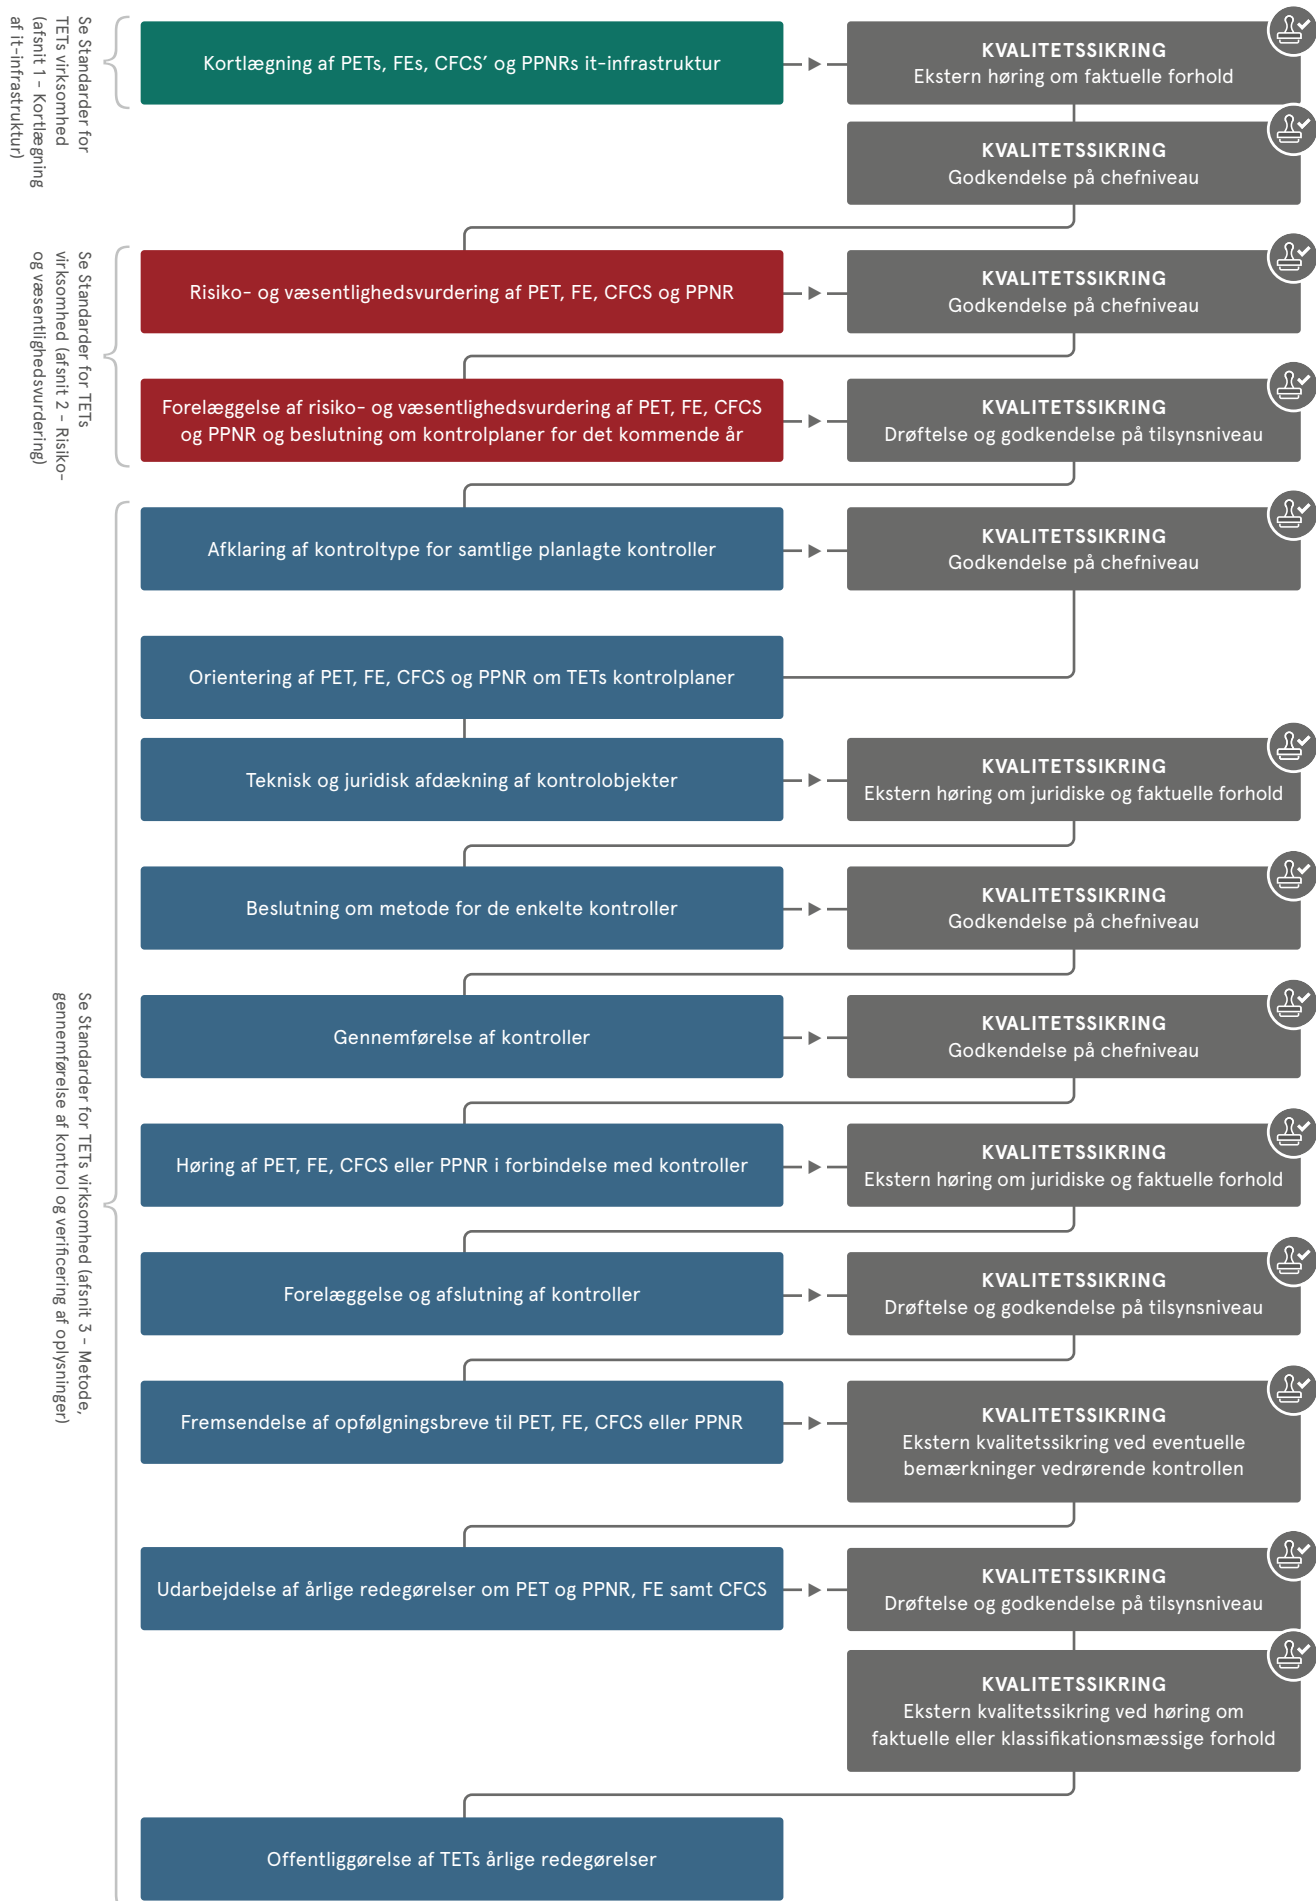 Se Standarder for
TETs virksomhed
(afsnit 1 - Kortlægning
af it-infrastruktur)
Kortlægning af PETs, FEs, CFCS’ og PPNRs it-infrastruktur
KVALITETSSIKRING
Ekstern høring om faktuelle forhold
KVALITETSSIKRING
Godkendelse på chefniveau
Se Standarder for TETs
virksomhed (afsnit 2 - Risiko-
og væsentlighedsvurdering)
Risiko- og væsentlighedsvurdering af PET, FE, CFCS og PPNR
KVALITETSSIKRING
Godkendelse på chefniveau
Forelæggelse af risiko- og væsentlighedsvurdering af PET, FE, CFCS
og PPNR og beslutning om kontrolplaner for det kommende år
KVALITETSSIKRING
Drøftelse og godkendelse på tilsynsniveau
Se Standarder for TETs virksomhed (afsnit 3 - Metode,
gennemførelse af kontrol og verificering af oplysninger)
Afklaring af kontroltype for samtlige planlagte kontroller
KVALITETSSIKRING
Godkendelse på chefniveau
Orientering af PET, FE, CFCS og PPNR om TETs kontrolplaner
Teknisk og juridisk afdækning af kontrolobjekter
KVALITETSSIKRING
Ekstern høring om juridiske og faktuelle forhold
Beslutning om metode for de enkelte kontroller
KVALITETSSIKRING
Godkendelse på chefniveau
Gennemførelse af kontroller
KVALITETSSIKRING
Godkendelse på chefniveau
Høring af PET, FE, CFCS eller PPNR i forbindelse med kontroller
KVALITETSSIKRING
Ekstern høring om juridiske og faktuelle forhold
Forelæggelse og afslutning af kontroller
KVALITETSSIKRING
Drøftelse og godkendelse på tilsynsniveau
Fremsendelse af opfølgningsbreve til PET, FE, CFCS eller PPNR
KVALITETSSIKRING
Ekstern kvalitetssikring ved eventuelle
bemærkninger vedrørende kontrollen
Udarbejdelse af årlige redegørelser om PET og PPNR, FE samt CFCS
KVALITETSSIKRING
Drøftelse og godkendelse på tilsynsniveau
KVALITETSSIKRING
Ekstern kvalitetssikring ved høring om
faktuelle eller klassifikationsmæssige forhold
Offentliggørelse af TETs årlige redegørelser